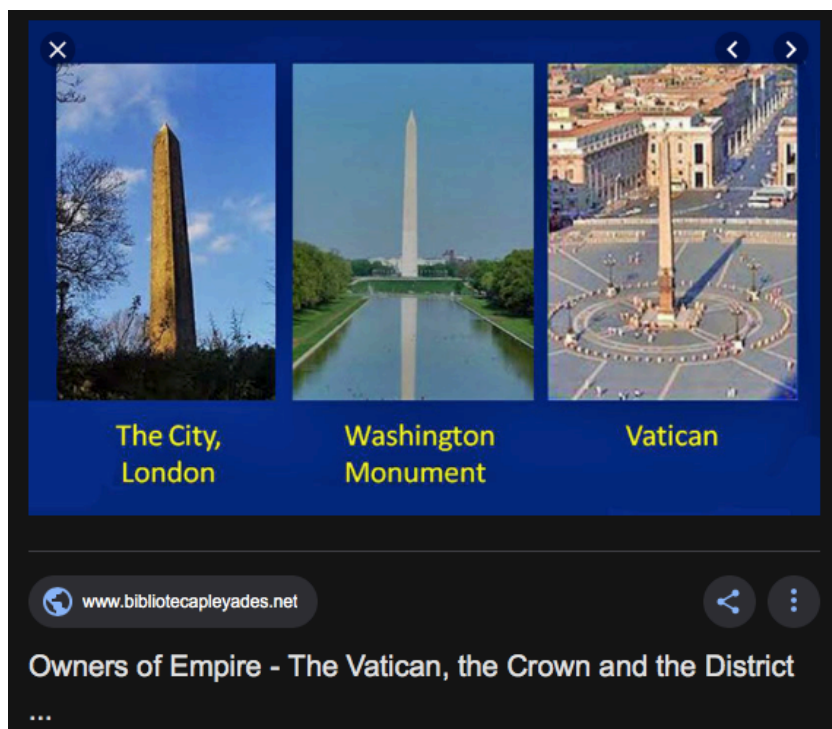 The City,
London
Washington
Monument
Vatican
www.bibliotecapleyades.net
Owners of Empire - The Vatican, the Crown and the District
...